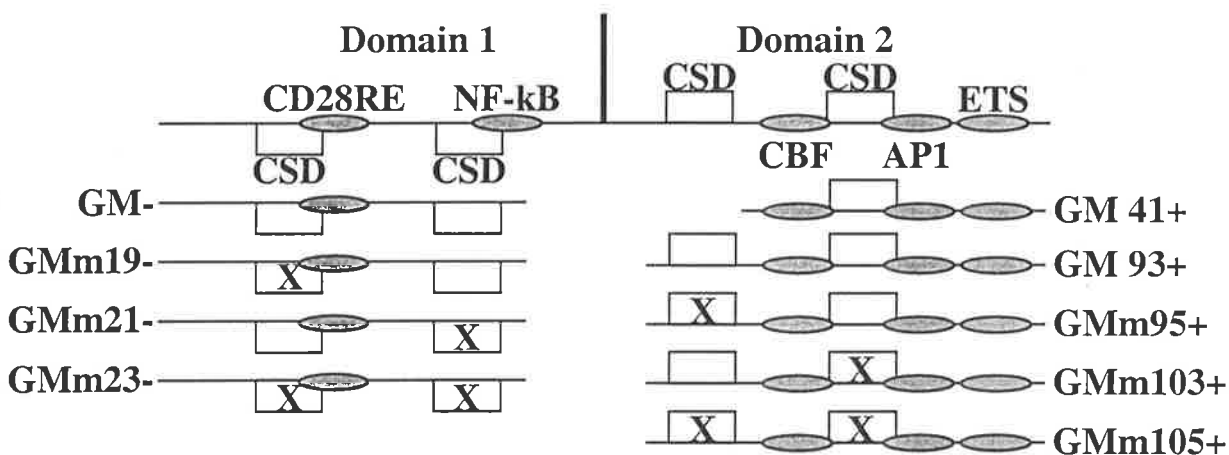 Domain 1 Domain 2
CSD CSD
CD28RE NF-kB ETS
CBF AP1
CSD CSD
GM- GM 41+
GMm19- X GM 93+
GMm21- X X GMm95+
GMm23- X X X GMm103+
X X GMm105+